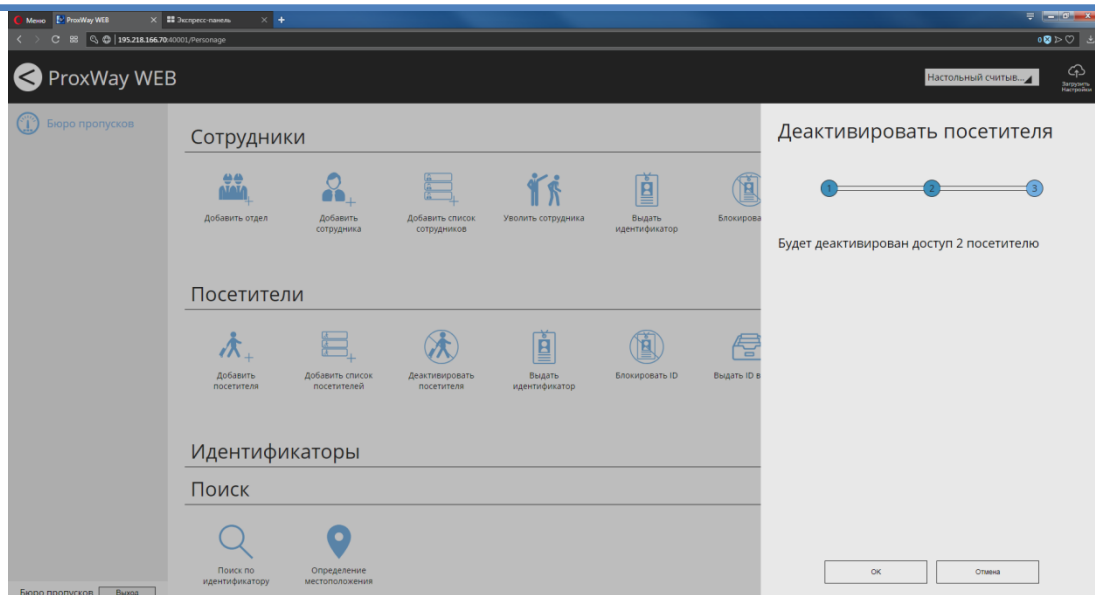 Меню
ProxWay WEB
Экспресс-панель
195.218.166.70:40001/Personage
0
ProxWay WEB
Настольный считыв...
Загрузить
Настройки
Бюро пропусков
Сотрудники
Добавить отдел
Добавить
сотрудника
Добавить список
сотрудников
Уволить сотрудника
Выдать
идентификатор
Блокирова
Посетители
Добавить
посетителя
Добавить список
посетителей
Деактивировать
посетителя
Выдать
идентификатор
Блокировать ID
Выдать ID в
Идентификаторы
Поиск
Поиск по
идентификатору
Определение
местоположения
Деактивировать посетителя
1
2
3
Будет деактивирован доступ 2 посетителю
OK
Отмена
Бюро пропусков
Выход